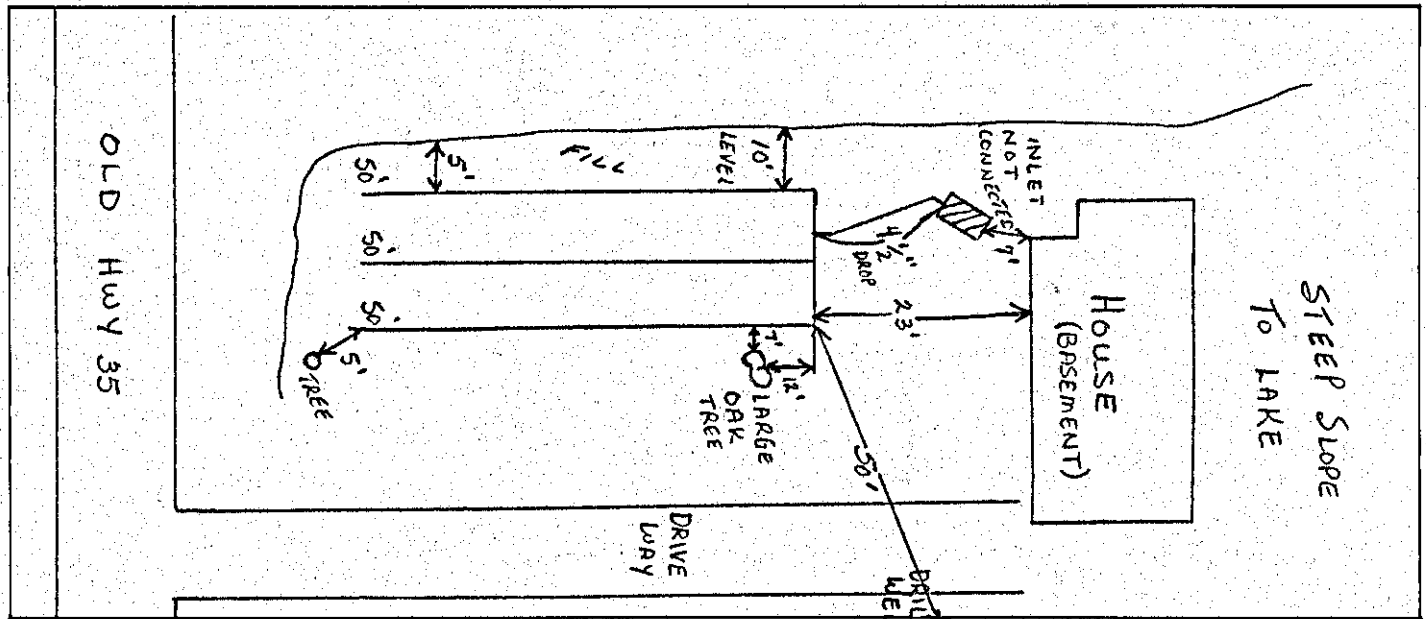 OLD HWY 35
50'
50'
50'
5'
5'
TREE
FILL
10'
LEVEL
7'
12'
LARGE
OAK
TREE
DRIVE
WAY
4 1/2"
DROP
23'
50'
INLET
NOT
CONNECTED
7'
HOUSE
(BASEMENT)
STEEP SLOPE
TO LAKE